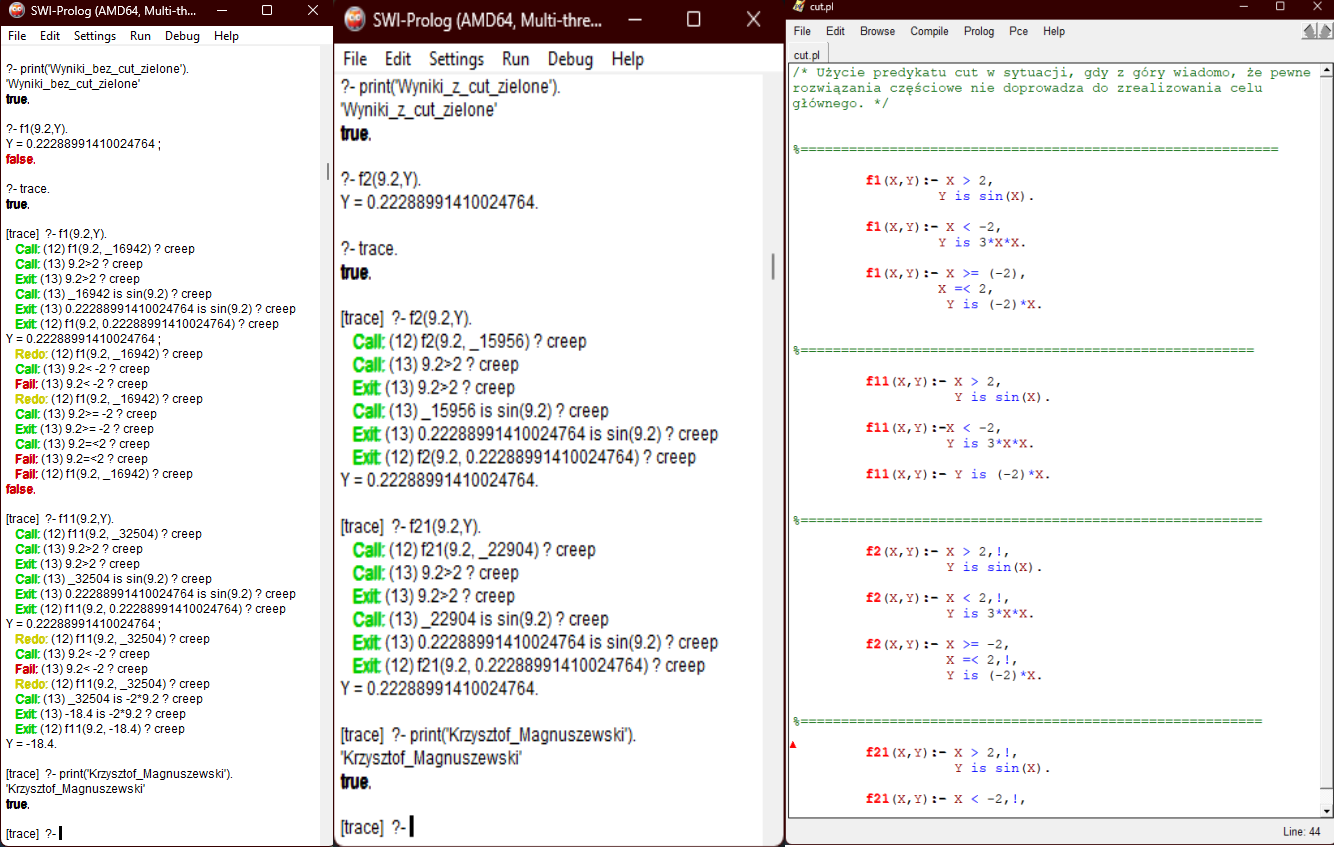 SWI-Prolog (AMD64, Multi-thre...
File Edit Settings Run Debug Help
?- print('Wyniki_bez_cut_zielone').
'Wyniki_bez_cut_zielone'
true.
?- f1(9.2,Y).
Y = 0.22288991410024764 ;
false.
?- trace.
true.
[trace] ?- f1(9.2,Y).
Call: (12) f1(9.2, _16942) ? creep
Call: (13) 9.2>2 ? creep
Exit: (13) 9.2>2 ? creep
Call: (13) _16942 is sin(9.2) ? creep
Exit: (13) 0.22288991410024764 is sin(9.2) ? creep
Exit: (12) f1(9.2, 0.22288991410024764) ? creep
Y = 0.22288991410024764 ;
Redo: (12) f1(9.2, _16942) ? creep
Call: (13) 9.2< -2 ? creep
Fail: (13) 9.2< -2 ? creep
Redo: (12) f1(9.2, _16942) ? creep
Call: (13) 9.2>= -2 ? creep
Exit: (13) 9.2>= -2 ? creep
Call: (13) 9.2=<2 ? creep
Fail: (13) 9.2=<2 ? creep
Fail: (12) f1(9.2, _16942) ? creep
false.
[trace] ?- f11(9.2,Y).
Call: (12) f11(9.2, _32504) ? creep
Call: (13) 9.2>2 ? creep
Exit: (13) 9.2>2 ? creep
Call: (13) _32504 is sin(9.2) ? creep
Exit: (13) 0.22288991410024764 is sin(9.2) ? creep
Exit: (12) f11(9.2, 0.22288991410024764) ? creep
Y = 0.22288991410024764 ;
Redo: (12) f11(9.2, _32504) ? creep
Call: (13) 9.2< -2 ? creep
Fail: (13) 9.2< -2 ? creep
Redo: (12) f11(9.2, _32504) ? creep
Call: (13) _32504 is -2*9.2 ? creep
Exit: (13) -18.4 is -2*9.2 ? creep
Exit: (12) f11(9.2, -18.4) ? creep
Y = -18.4.
[trace] ?- print('Krzysztof_Magnuszewski').
'Krzysztof_Magnuszewski'
true.
[trace] ?-
SWI-Prolog (AMD64, Multi-thre...
File Edit Settings Run Debug Help
?- print('Wyniki_z_cut_zielone').
'Wyniki_z_cut_zielone'
true.
?- f2(9.2,Y).
Y = 0.22288991410024764.
?- trace.
true.
[trace] ?- f2(9.2,Y).
Call: (12) f2(9.2, _15956) ? creep
Call: (13) 9.2>2 ? creep
Exit: (13) 9.2>2 ? creep
Call: (13) _15956 is sin(9.2) ? creep
Exit: (13) 0.22288991410024764 is sin(9.2) ? creep
Exit: (12) f2(9.2, 0.22288991410024764) ? creep
Y = 0.22288991410024764.
[trace] ?- f21(9.2,Y).
Call: (12) f21(9.2, _22904) ? creep
Call: (13) 9.2>2 ? creep
Exit: (13) 9.2>2 ? creep
Call: (13) _22904 is sin(9.2) ? creep
Exit: (13) 0.22288991410024764 is sin(9.2) ? creep
Exit: (12) f21(9.2, 0.22288991410024764) ? creep
Y = 0.22288991410024764.
[trace] ?- print('Krzysztof_Magnuszewski').
'Krzysztof_Magnuszewski'
true.
[trace] ?-
cut.pl
File Edit Browse Compile Prolog Pce Help
cut.pl
/* Użycie predykatu cut w sytuacji, gdy z góry wiadomo, że pewne
rozwiązania częściowe nie doprowadza do zrealizowania celu
głównego. */
%===========================================================
f1(X,Y):- X > 2,
Y is sin(X).
f1(X,Y):- X < -2,
Y is 3*X*X.
f1(X,Y):- X >= (-2),
X =< 2,
Y is (-2)*X.
%========================================================
f11(X,Y):- X > 2,
Y is sin(X).
f11(X,Y):-X < -2,
Y is 3*X*X.
f11(X,Y):- Y is (-2)*X.
%=========================================================
f2(X,Y):- X > 2,!,
Y is sin(X).
f2(X,Y):- X < 2,!,
Y is 3*X*X.
f2(X,Y):- X >= -2,
X =< 2,!,
Y is (-2)*X.
%=========================================================
f21(X,Y):- X > 2,!,
Y is sin(X).
f21(X,Y):- X < -2,!,
Line: 44